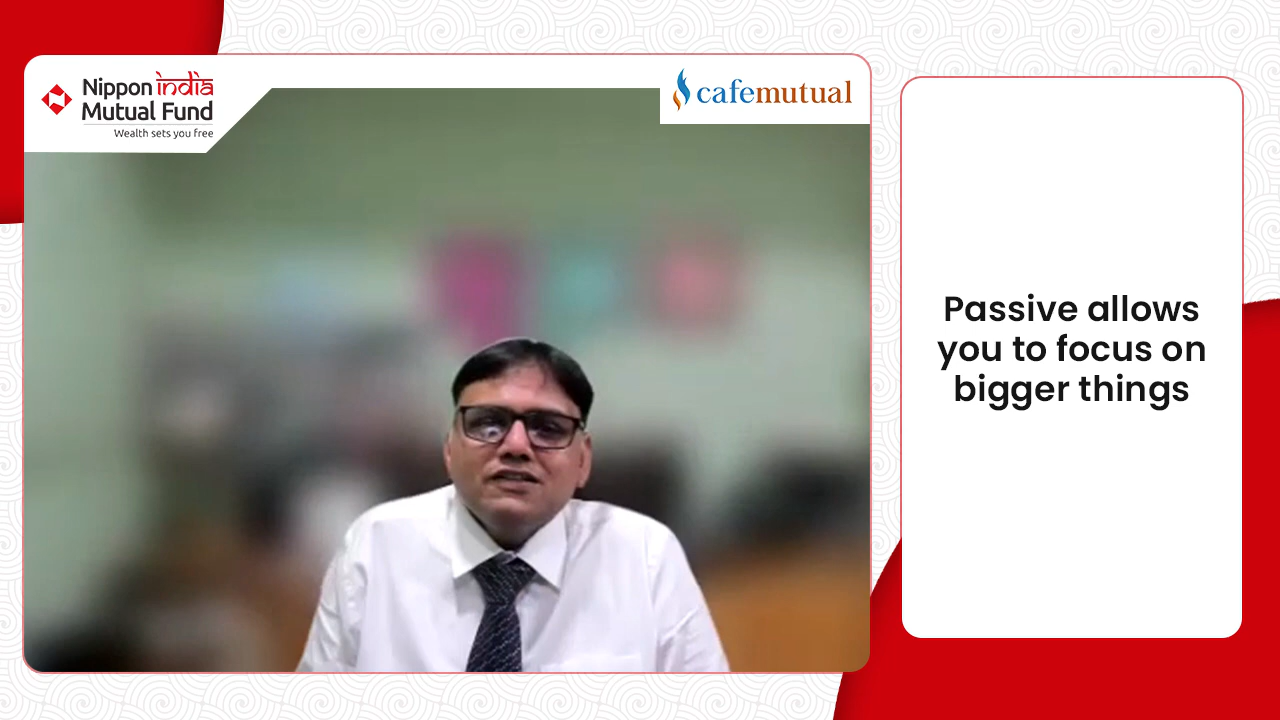 Nippon india
Mutual Fund
Wealth sets you free
cafemutual
Passive allows
you to focus on
bigger things